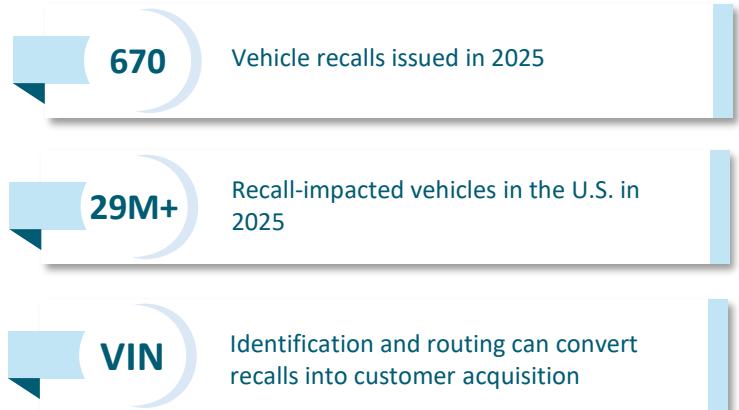 670
Vehicle recalls issued in 2025
29M+
Recall-impacted vehicles in the U.S. in
2025
VIN
Identification and routing can convert
recalls into customer acquisition